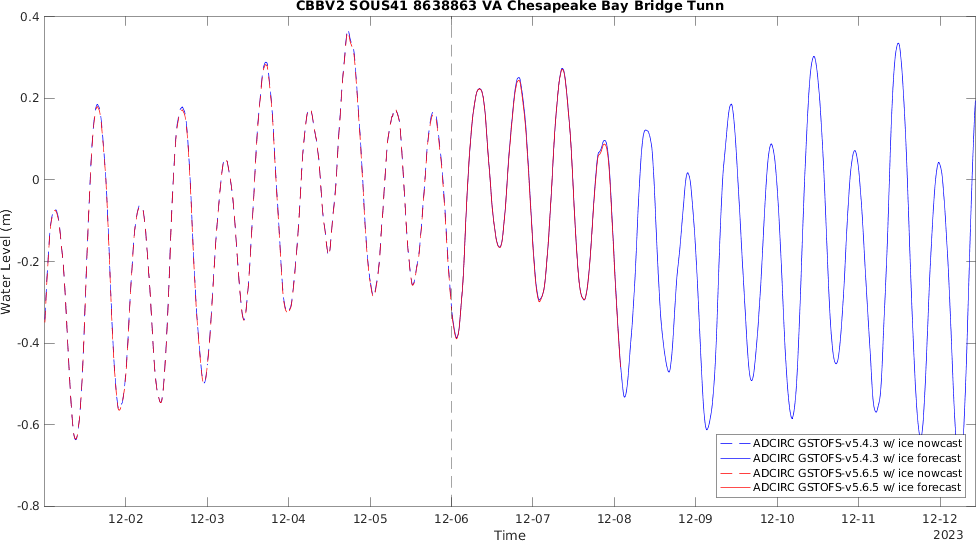 CBBV2 SOUS41 8638863 VA Chesapeake Bay Bridge Tunn
Water Level (m)
0.4
0.2
0
-0.2
-0.4
-0.6
-0.8
ADCIRC GSTOFS-v5.4.3 w/ ice nowcast
ADCIRC GSTOFS-v5.4.3 w/ ice forecast
ADCIRC GSTOFS-v5.6.5 w/ ice nowcast
ADCIRC GSTOFS-v5.6.5 w/ ice forecast
12-02 12-03 12-04 12-05 12-06 12-07 12-08 12-09 12-10 12-11 12-12
Time
2023